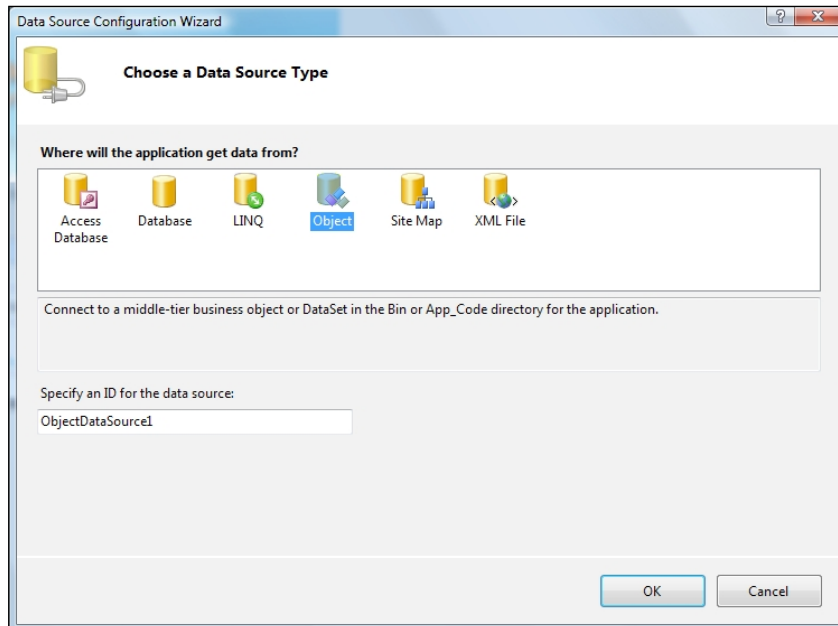 Data Source Configuration Wizard
Choose a Data Source Type
Where will the application get data from?
Access Database
Database
LINQ
Object
Site Map
XML File
Connect to a middle-tier business object or DataSet in the Bin or App_Code directory for the application.
Specify an ID for the data source:
ObjectDataSource1
OK
Cancel